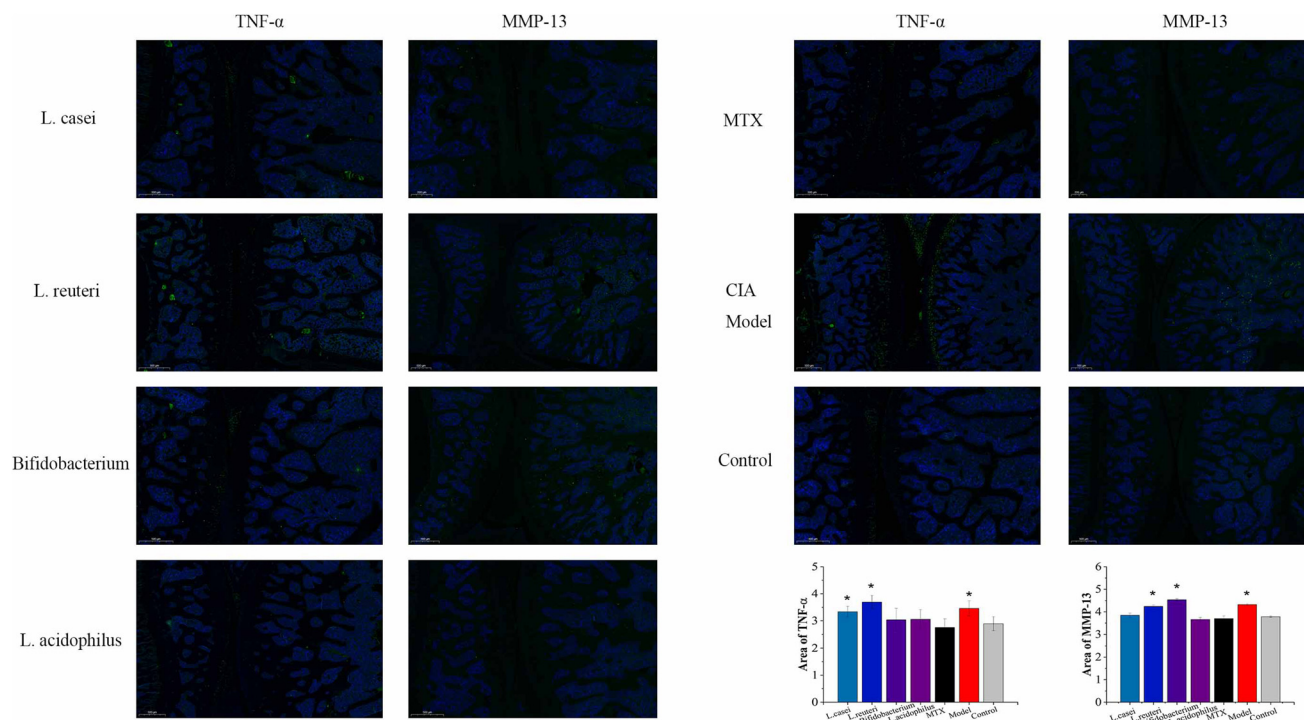 TNF-α MMP-13 TNF-α MMP-13
L. casei
MTX
L. reuteri
CIA
Model
Bifidobacterium
Control
L. acidophilus
Area of TNF-α
5
4
3
2
1
0
* * *
L.casei L.reuteri Bifidobacterium L.acidophilus MTX Model Control
Area of MMP-13
6
5
4
3
2
1
0
* * *
L.casei L.reuteri MTX Model Control